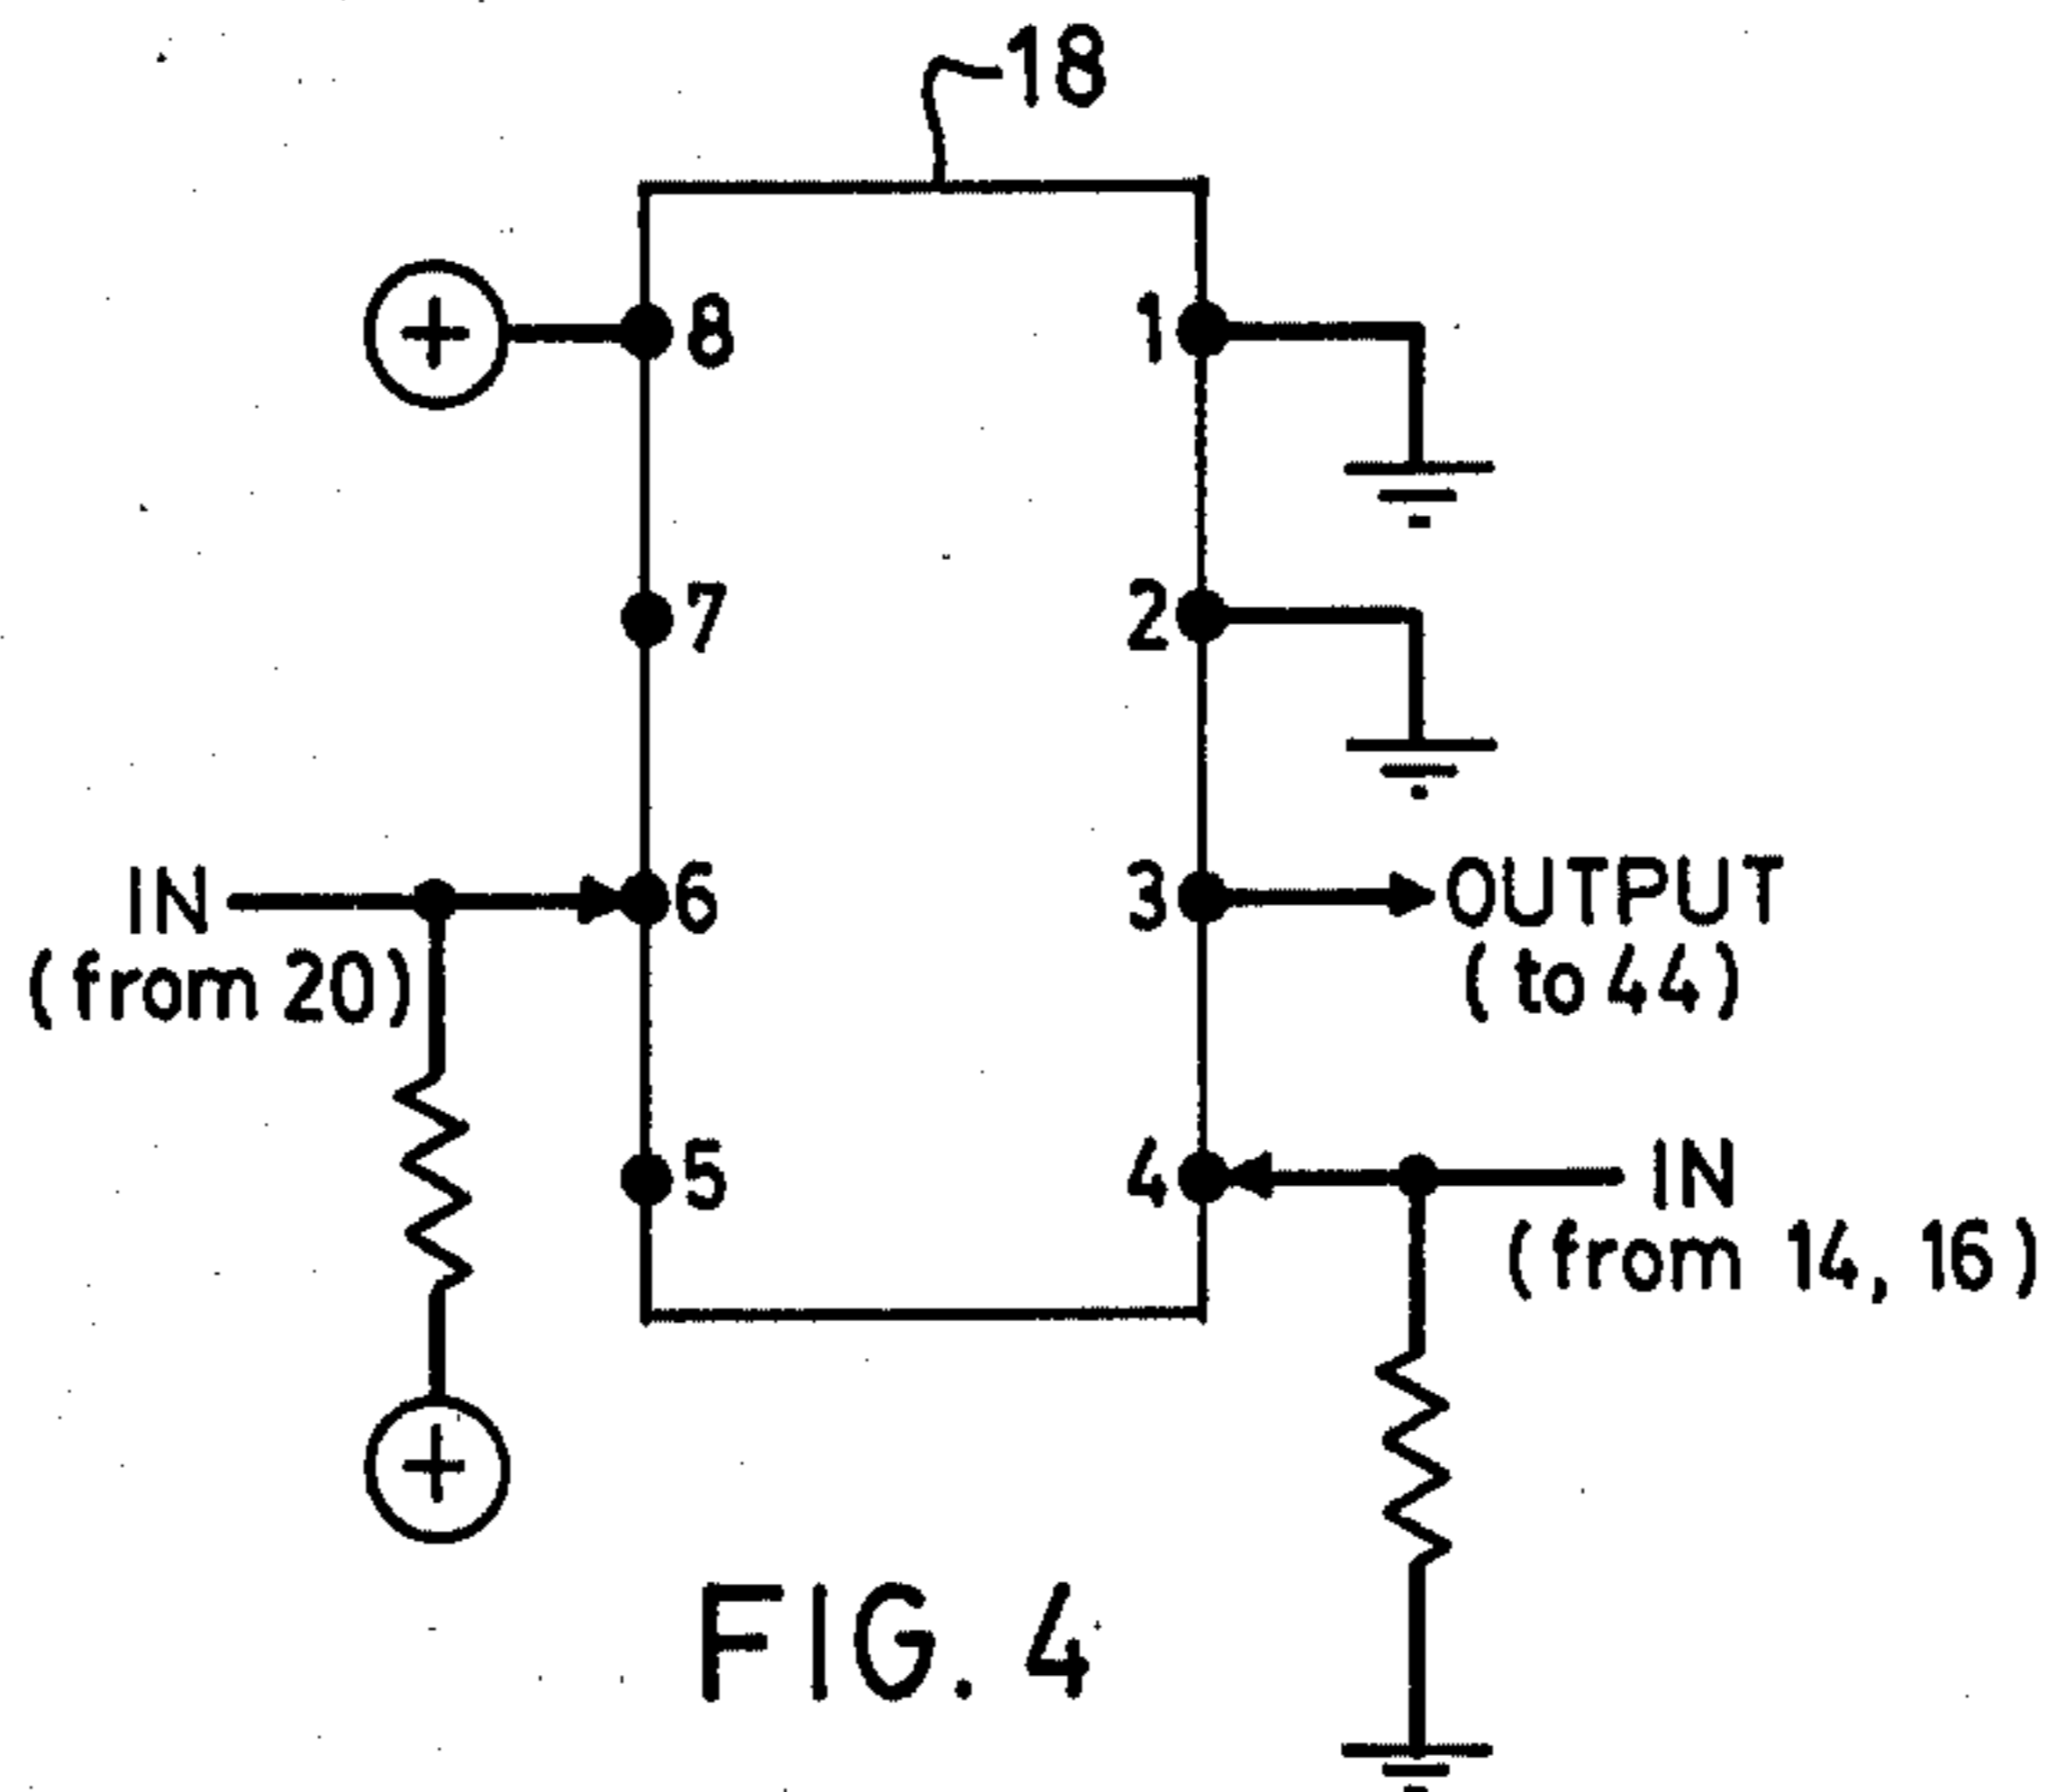 18
8 1
7 2
IN 6 3 OUTPUT
(from 20) (to 44)
5 4 IN
(from 14, 16)
FIG. 4